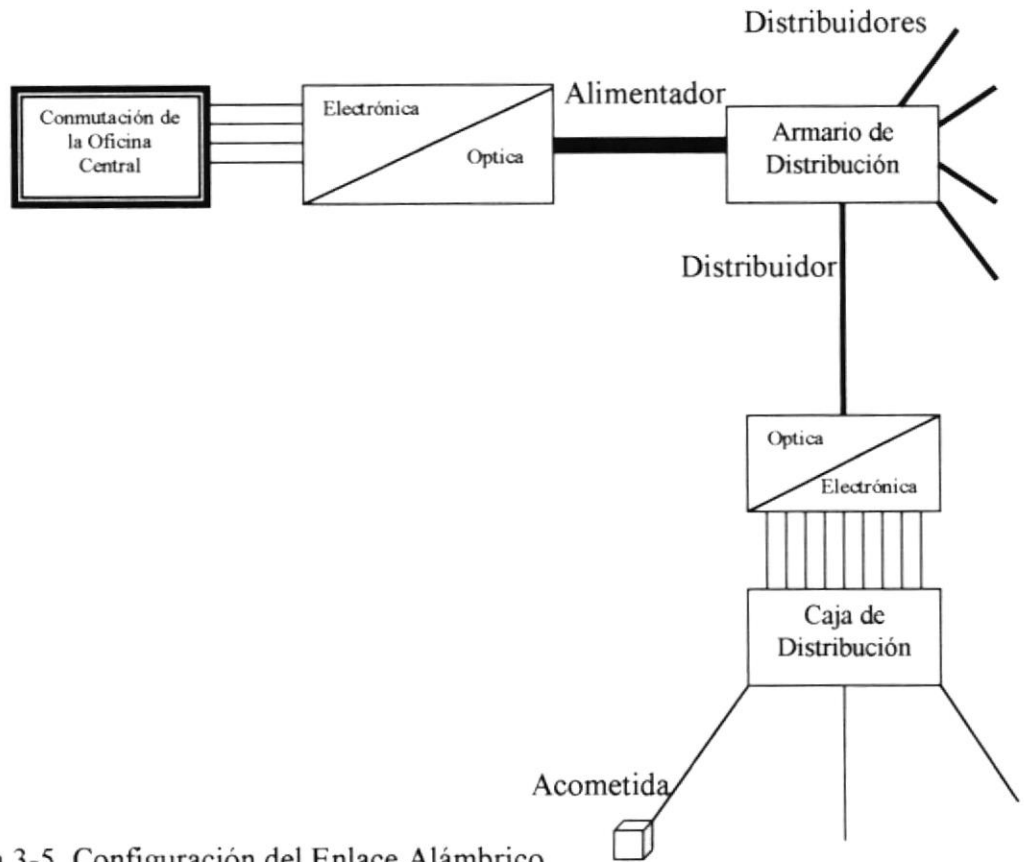 Distribuidores
Conmutación de
la Oficina
Central
Electrónica
Optica
Alimentador
Armario de
Distribución
Distribuidor
Optica
Electrónica
Caja de
Distribución
Acometida
3-5. Configuración del Enlace Alámbrico